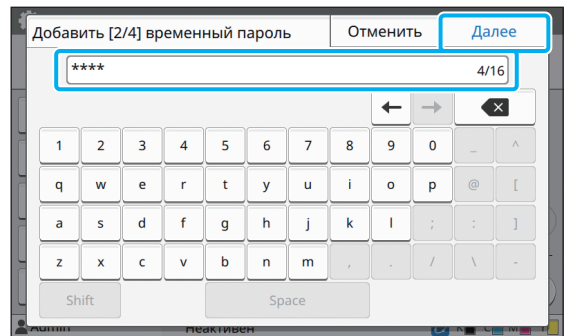 Добавить [2/4] временный пароль Отменить Далее
**** 4/16
← →
1 2 3 4 5 6 7 8 9 0 _ ^
q w e r t y u i o p @ [
a s d f g h j k l ; : ]
z x c v b n m , . / \ -
Shift Space
Admin Неактивен K C M Y